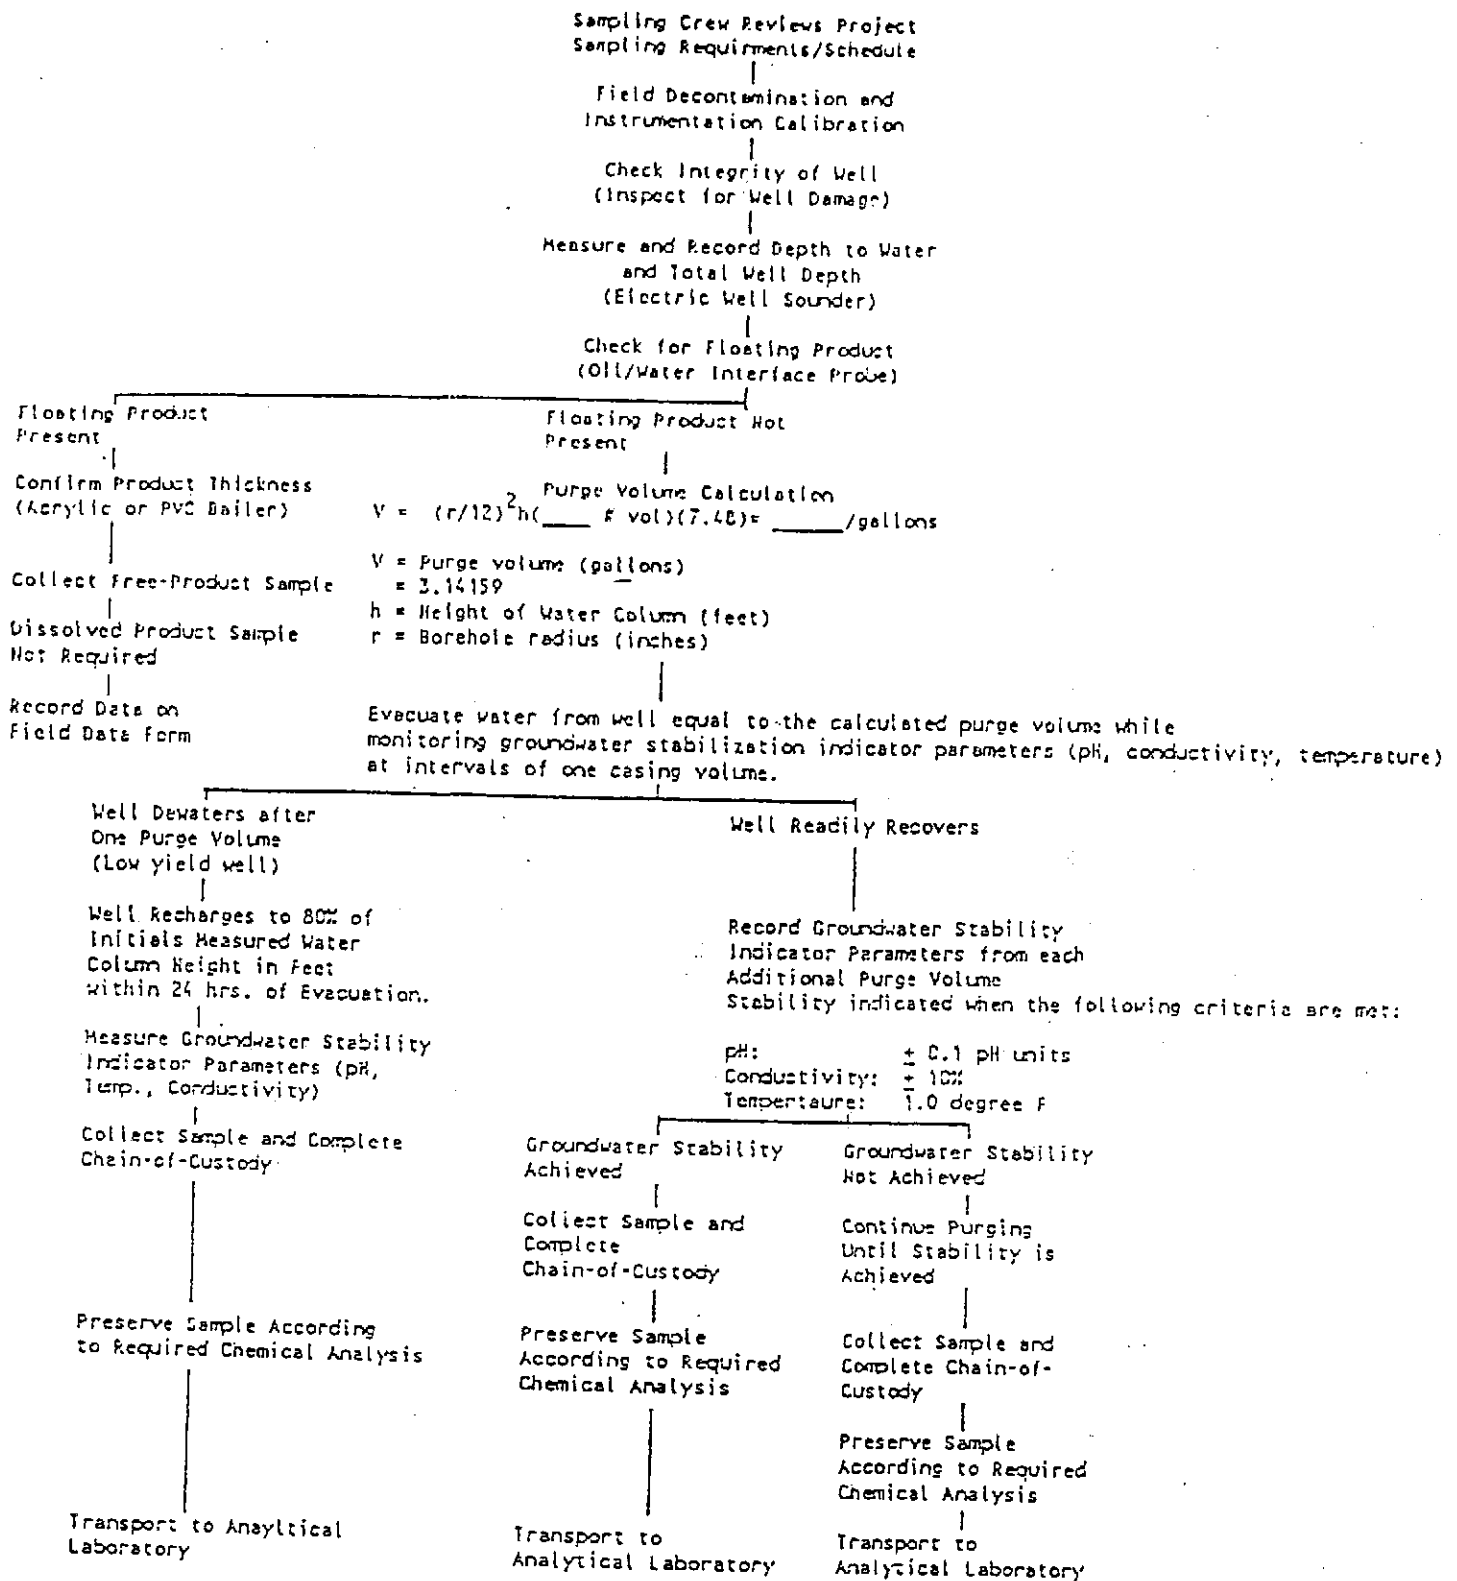 Sampling Crew Reviews Project
Sampling Requirments/Schedule
Field Decontamination and
Instrumentation Calibration
Check Integrity of Well
(Inspect for Well Damage)
Measure and Record Depth to Water
and Total Well Depth
(Electric Well Sounder)
Check for Floating Product
(Oil/Water Interface Probe)
Floating Product
Present
Confirm Product Thickness
(Acrylic or PVC Bailer)
Collect Free-Product Sample
Dissolved Product Sample
Not Required
Record Data on
Field Data Form
Floating Product Not
Present
Purge Volume Calculation
V = (r/12)²h(____ # vol)(7.48)= _____/gallons
V = Purge volume (gallons)
= 3.14159
h = Height of Water Column (feet)
r = Borehole radius (inches)
Evacuate water from well equal to the calculated purge volume while
monitoring groundwater stabilization indicator parameters (pH, conductivity, temperature)
at intervals of one casing volume.
Well Dewaters after
One Purge Volume
(Low yield well)
Well Recharges to 80% of
Initials Measured Water
Column Height in Feet
within 24 hrs. of Evacuation.
Measure Groundwater Stability
Indicator Parameters (pH,
Temp., Conductivity)
Collect Sample and Complete
Chain-of-Custody
Preserve Sample According
to Required Chemical Analysis
Transport to Anayltical
Laboratory
Well Readily Recovers
Record Groundwater Stability
Indicator Parameters from each
Additional Purge Volume
Stability indicated when the following criteria are met:
pH: ± 0.1 pH units
Conductivity: ± 10%
Tempertaure: 1.0 degree F
Groundwater Stability
Achieved
Collect Sample and
Complete
Chain-of-Custody
Preserve Sample
According to Required
Chemical Analysis
Transport to
Analytical Laboratory
Groundwater Stability
Not Achieved
Continue Purging
Until Stability is
Achieved
Collect Sample and
Complete Chain-of-
Custody
Preserve Sample
According to Required
Chemical Analysis
Transport to
Analytical Laboratory